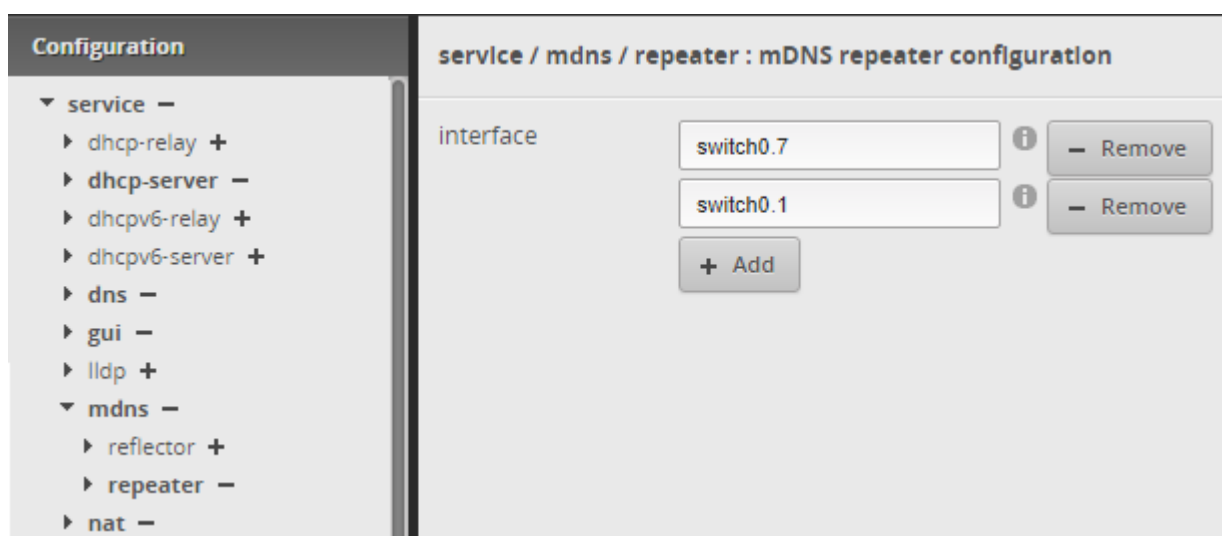 Configuration
service −
dhcp-relay +
dhcp-server −
dhcpv6-relay +
dhcpv6-server +
dns −
gui −
lldp +
mdns −
reflector +
repeater −
nat −
service / mdns / repeater : mDNS repeater configuration
interface
switch0.7
− Remove
switch0.1
− Remove
+ Add